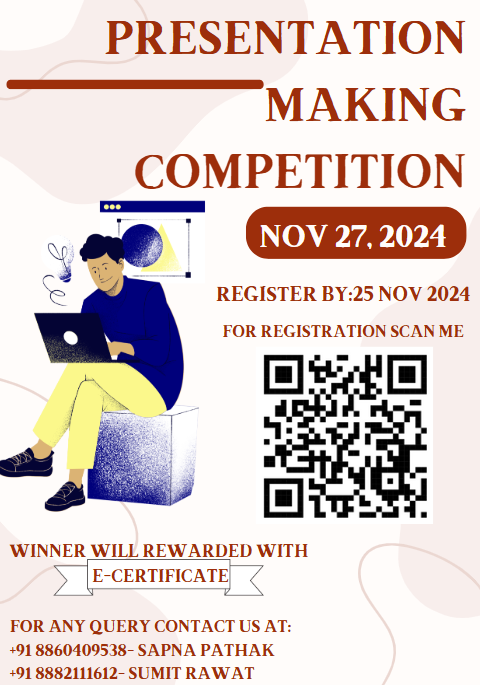 PRESENTATION
MAKING
COMPETITION
NOV 27, 2024
REGISTER BY:25 NOV 2024
FOR REGISTRATION SCAN ME
WINNER WILL REWARDED WITH
E-CERTIFICATE
FOR ANY QUERY CONTACT US AT:
+91 8860409538- SAPNA PATHAK
+91 8882111612- SUMIT RAWAT